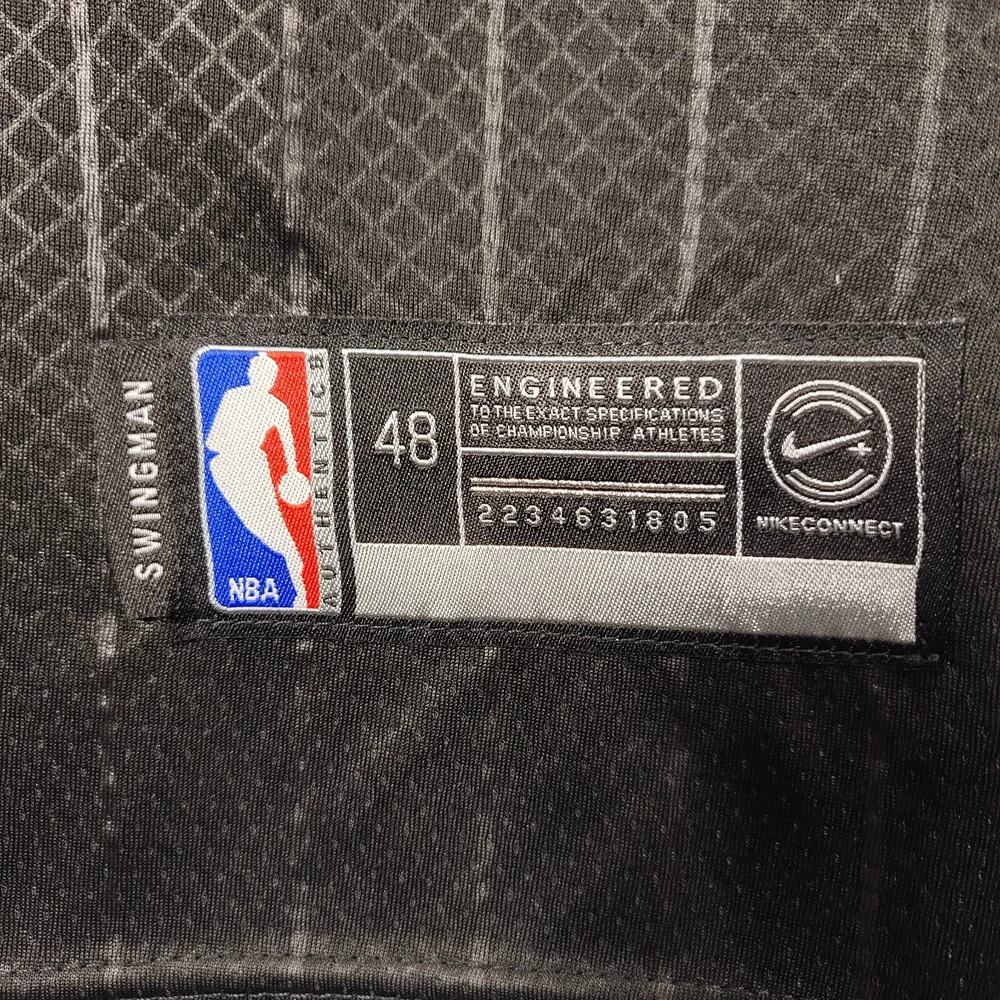 SWINGMAN
NBA
AUTHENTICS
48
ENGINEERED
TO THE EXACT SPECIFICATIONS
OF CHAMPIONSHIP ATHLETES
2234631805
NIKECONNECT